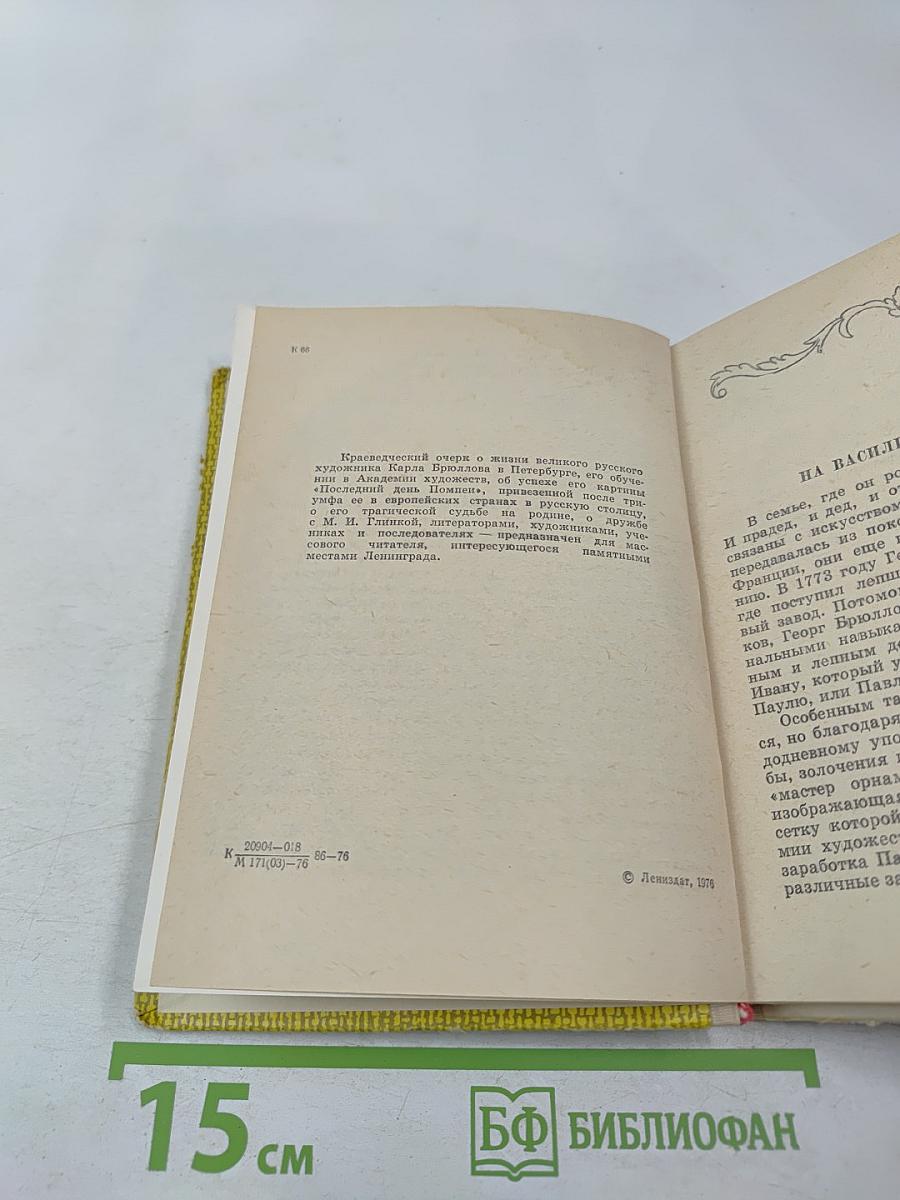 К 66
Краеведческий очерк о жизни великого русского
художника Карла Брюллова в Петербурге, его обуче-
нии в Академии художеств, об успехе его картины
«Последний день Помпеи», привезенной после три-
умфа ее в европейских странах в русскую столицу,
о его трагической судьбе на родине, о дружбе
с М. И. Глинкой, литераторами, художниками, уче-
никах и последователях — предназначен для мас-
сового читателя, интересующегося памятными
местами Ленинграда.
К 20904—018
М 171(03)—76 86—76
© Лениздат, 1976
НА ВАСИЛЬ
В семье, где он ро
И прадед, и дед, и от
связаны с искусством
передавалась из поко
Франции, они еще в
нию. В 1773 году Ге
где поступил лепщ
вый завод. Потомо
ков, Георг Брюлло
нальными навыка
ным и лепным де
Ивану, который у
Паулю, или Павл
Особенным та
ся, но благодаря
додневному упо
бы, золочения и
«мастер орнам
изображающая
сетку которой
мии художест
заработка Па
различные за
15 см
БФ БИБЛИОФАН